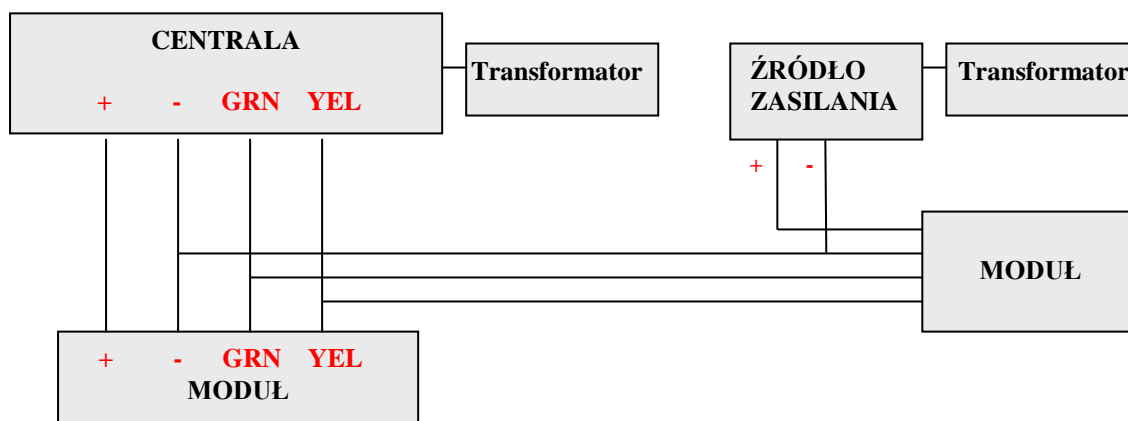 CENTRALA
+ - GRN YEL
Transformator
ŹRÓDŁO
ZASILANIA
Transformator
+ -
MODUŁ
+ - GRN YEL
MODUŁ